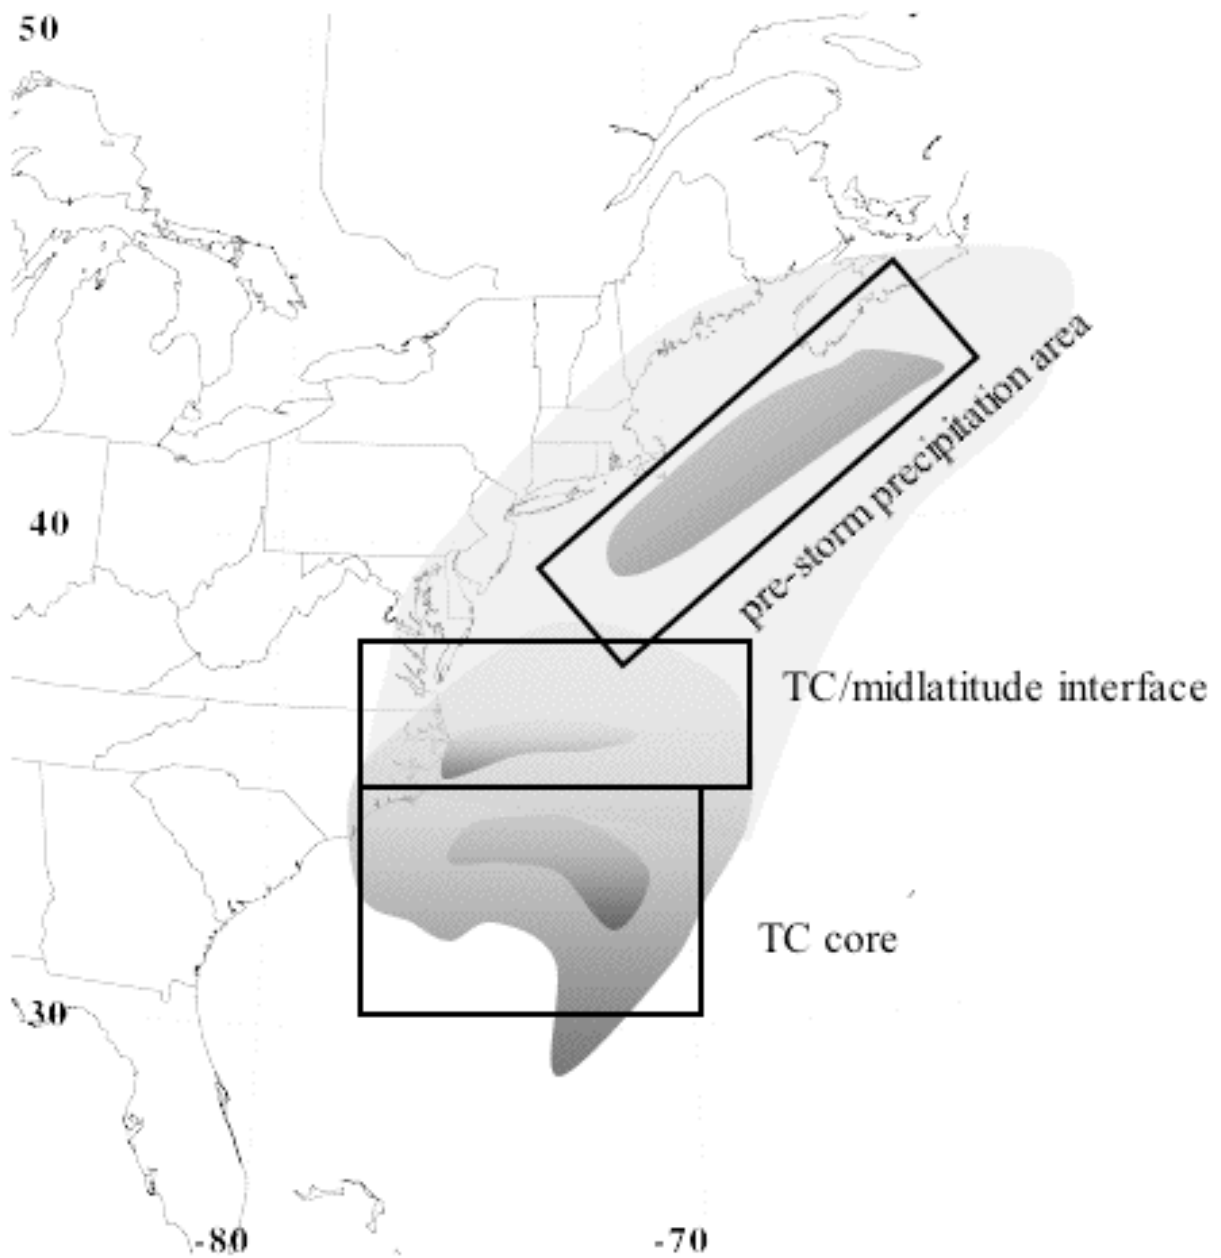 50
pre-storm precipitation area
40
TC/midlatitude interface
TC core
30
-80
-70